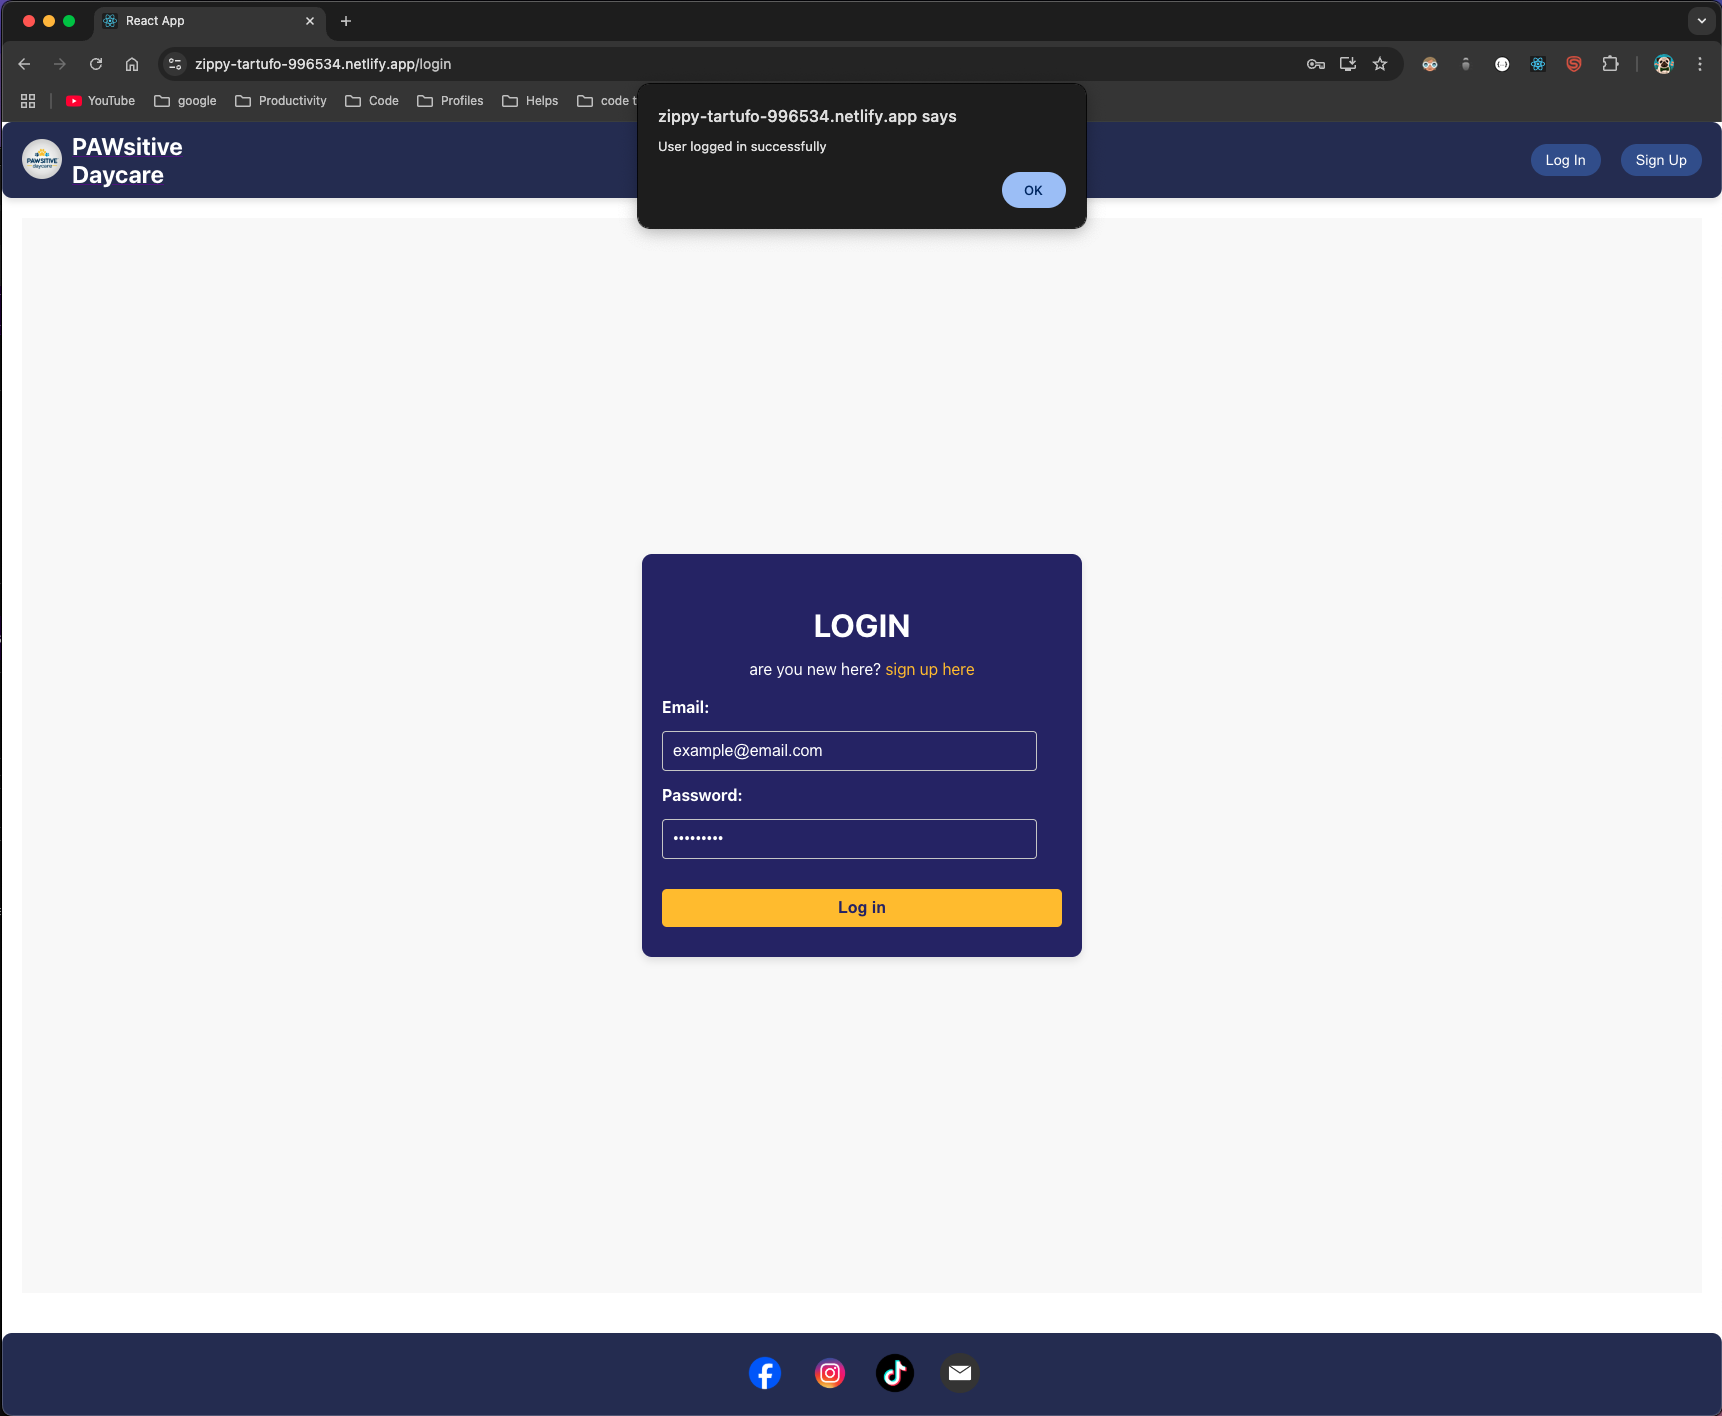 React App
zippy-tartufo-996534.netlify.app/login
YouTube google Productivity Code Profiles Helps code t
zippy-tartufo-996534.netlify.app says
User logged in successfully
OK
PAWSITIVE
daycare
PAWsitive
Daycare
Log In Sign Up
LOGIN
are you new here? sign up here
Email:
example@email.com
Password:
•••••••••
Log in